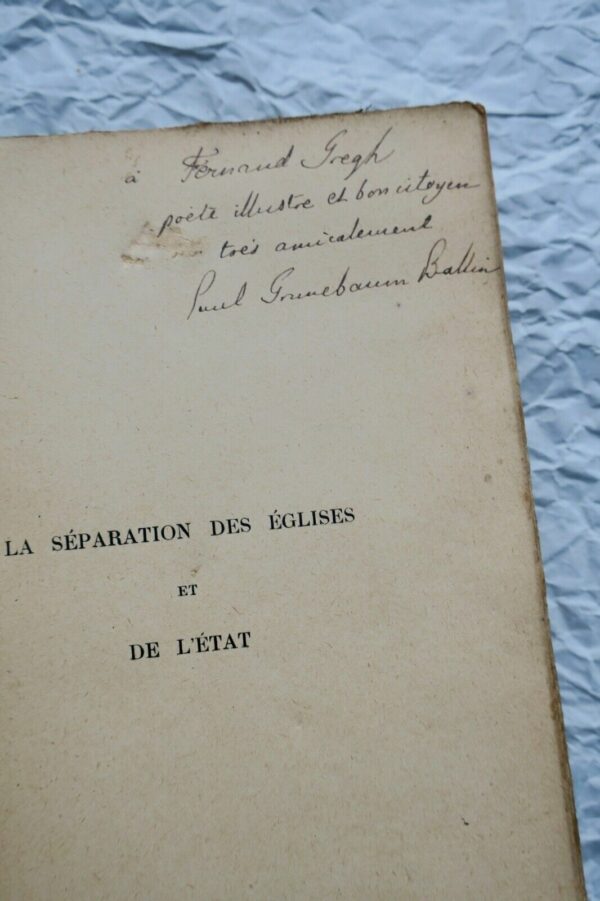 à Fernand Gregh
poète illustre et bon citoyen
très amicalement
Paul Grunebaum Ballin
LA SÉPARATION DES ÉGLISES
ET
DE L'ÉTAT